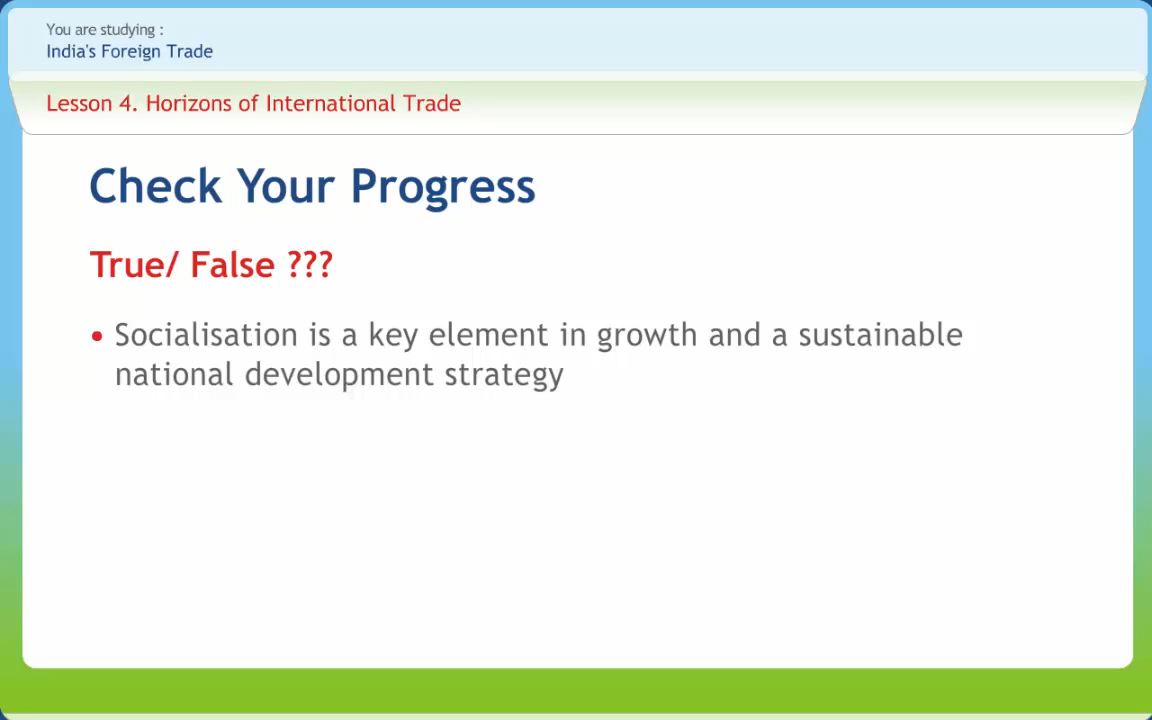 You are studying :
India's Foreign Trade
Lesson 4. Horizons of International Trade
Check Your Progress
True/ False ???
• Socialisation is a key element in growth and a sustainable
national development strategy